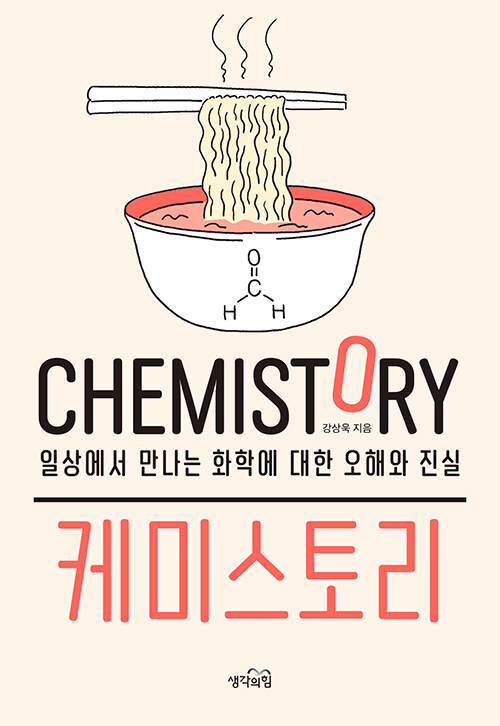 O
C
H H
CHEMISTORY
강상욱 지음
일상에서 만나는 화학에 대한 오해와 진실
케미스토리
생각의힘